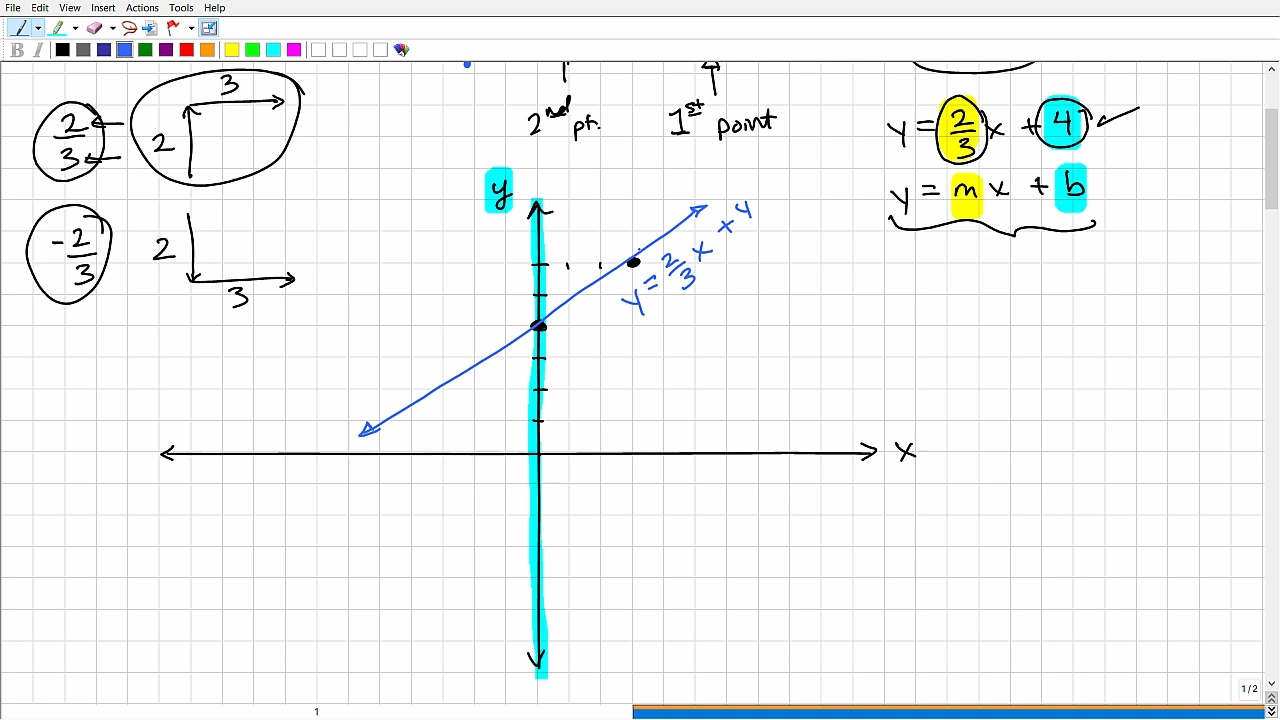 File Edit View Insert Actions Tools Help
B I
3
2
2/3
2nd pt. 1st point
y = 2/3 x + 4
y = m x + b
-2/3
2
3
y
y = 2/3 x + 4
x
1/2
1